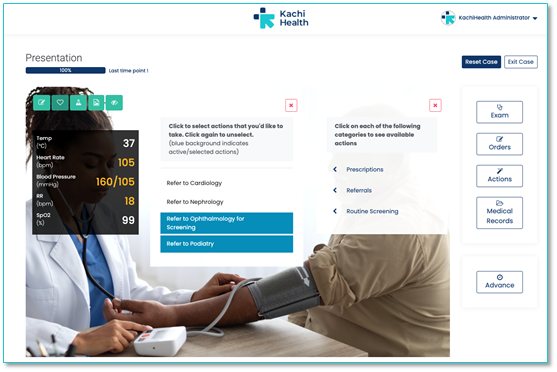 Kachi
Health
KachiHealth Administrator
Presentation
100%
Last time point !
Reset Case
Exit Case
Temp
(°C)
37
Heart Rate
(bpm)
105
Blood Pressure
(mmHg)
160/105
RR
(bpm)
18
SpO2
(%)
99
Click to select actions that you'd like to
take. Click again to unselect.
(blue background indicates
active/selected actions)
Refer to Cardiology
Refer to Nephrology
Refer to Ophthalmology for
Screening
Refer to Podiatry
Click on each of the following
categories to see available
actions
Prescriptions
Referrals
Routine Screening
Exam
Orders
Actions
Medical
Records
Advance